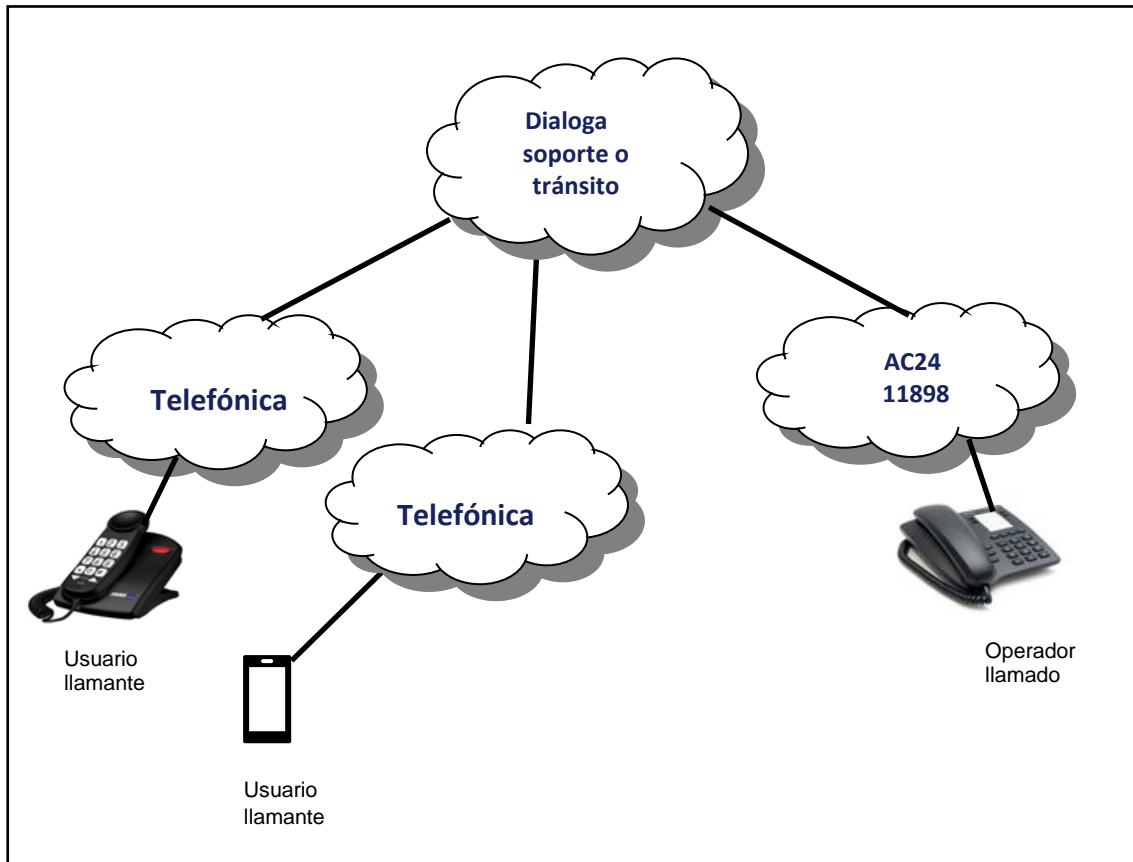 Dialoga
soporte o
tránsito
Telefónica
AC24
11898
Telefónica
Usuario
llamante
Operador
llamado
Usuario
llamante